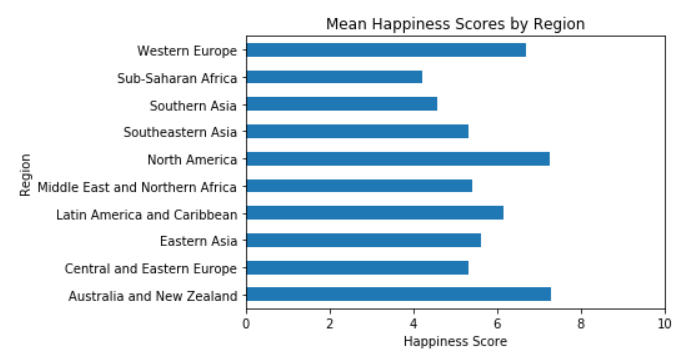 Mean Happiness Scores by Region
Western Europe
Sub-Saharan Africa
Southern Asia
Southeastern Asia
North America
Middle East and Northern Africa
Latin America and Caribbean
Eastern Asia
Central and Eastern Europe
Australia and New Zealand
Region
0 2 4 6 8 10
Happiness Score